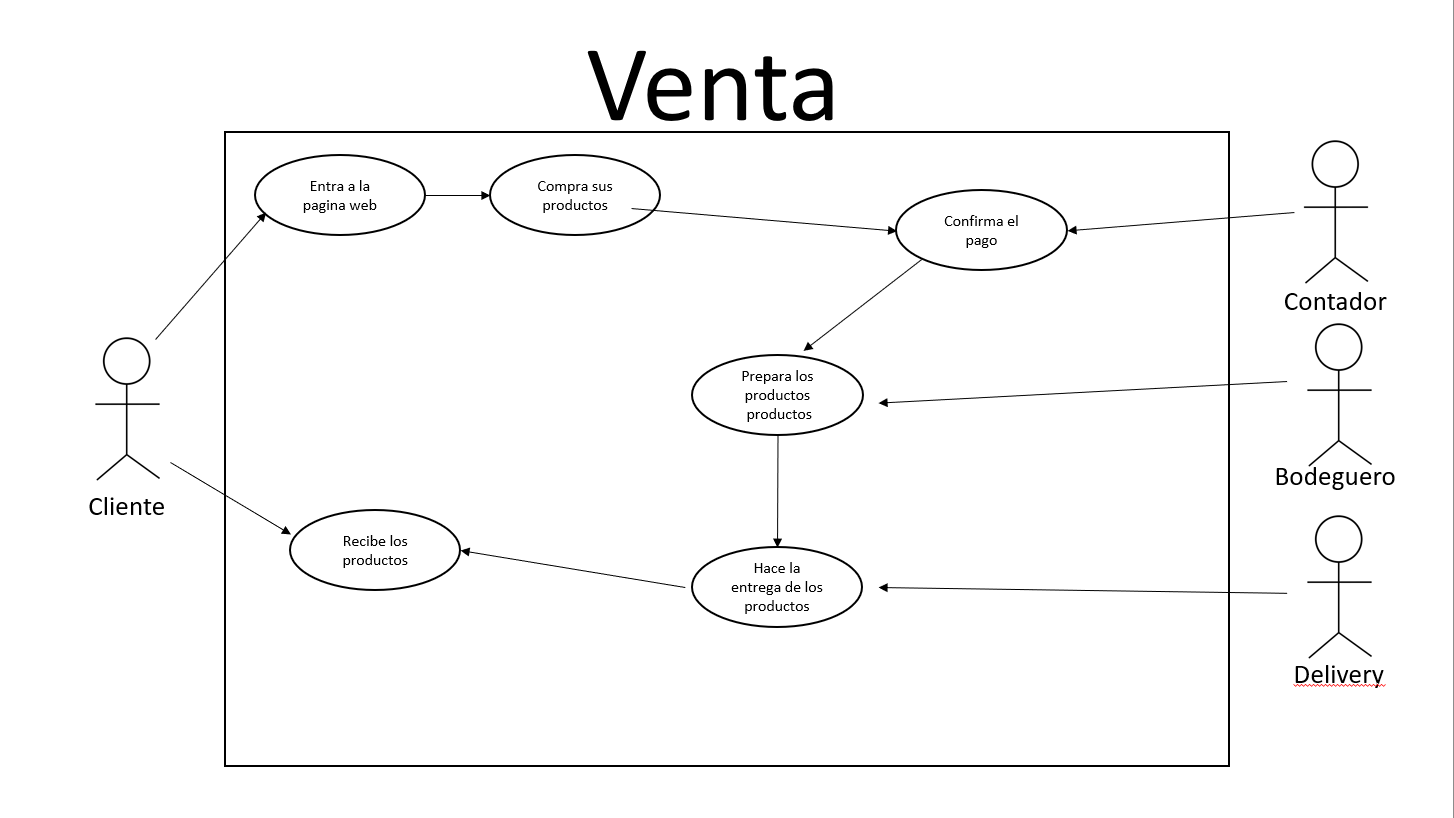 Venta
Entra a la
pagina web
Compra sus
productos
Confirma el
pago
Contador
Prepara los
productos
productos
Bodeguero
Cliente
Recibe los
productos
Hace la
entrega de los
productos
Delivery